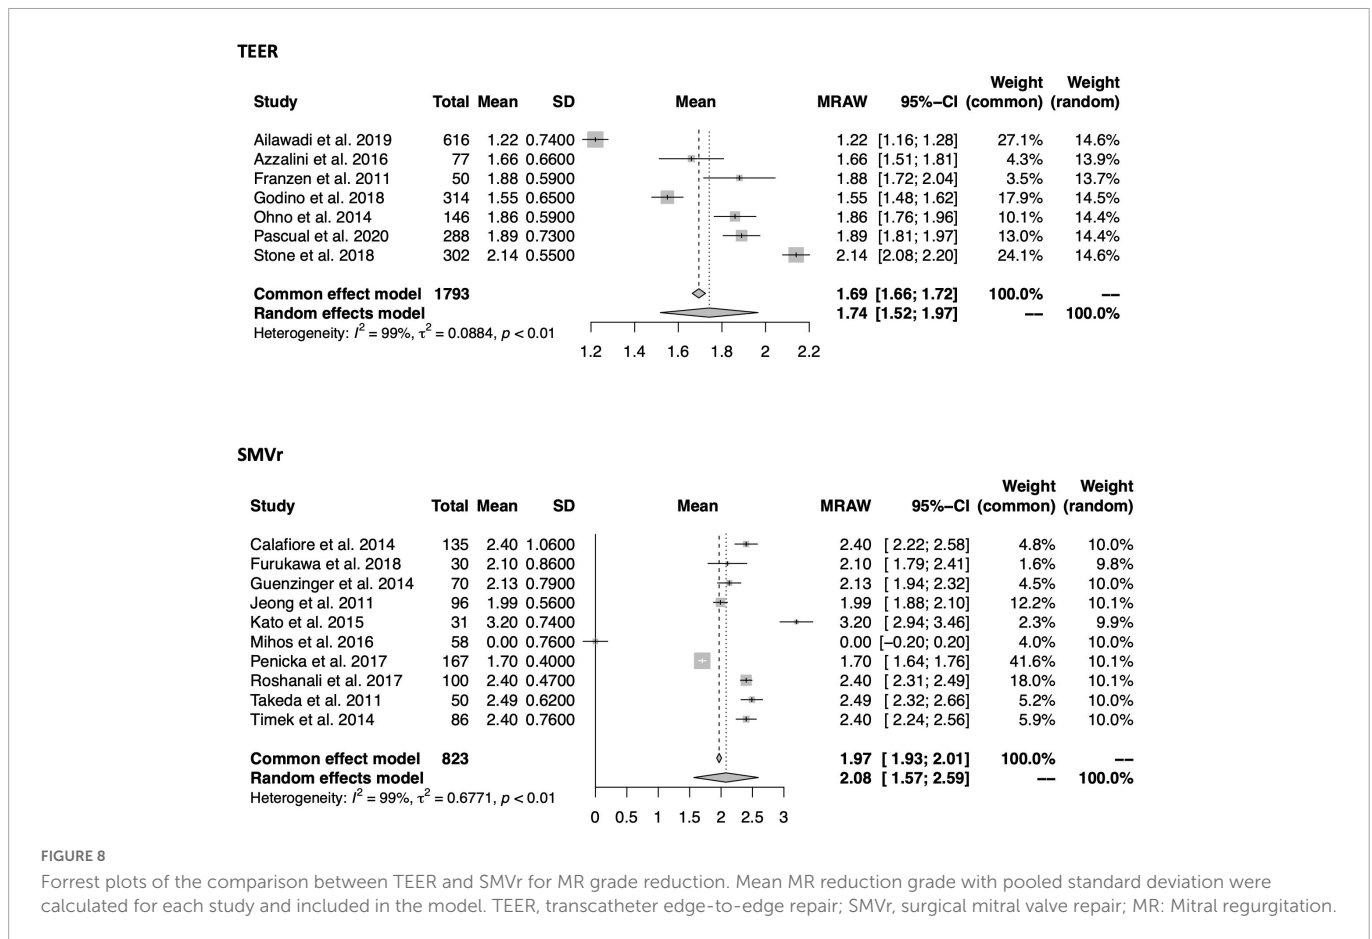 TEER
Weight Weight
Study Total Mean SD Mean MRAW 95%−CI (common) (random)
Ailawadi et al. 2019 616 1.22 0.7400 1.22 [1.16; 1.28] 27.1% 14.6%
Azzalini et al. 2016 77 1.66 0.6600 1.66 [1.51; 1.81] 4.3% 13.9%
Franzen et al. 2011 50 1.88 0.5900 1.88 [1.72; 2.04] 3.5% 13.7%
Godino et al. 2018 314 1.55 0.6500 1.55 [1.48; 1.62] 17.9% 14.5%
Ohno et al. 2014 146 1.86 0.5900 1.86 [1.76; 1.96] 10.1% 14.4%
Pascual et al. 2020 288 1.89 0.7300 1.89 [1.81; 1.97] 13.0% 14.4%
Stone et al. 2018 302 2.14 0.5500 2.14 [2.08; 2.20] 24.1% 14.6%
Common effect model 1793 1.69 [1.66; 1.72] 100.0% −−
Random effects model 1.74 [1.52; 1.97] −− 100.0%
Heterogeneity: I² = 99%, τ² = 0.0884, p < 0.01
1.2 1.4 1.6 1.8 2 2.2
SMVr
Weight Weight
Study Total Mean SD Mean MRAW 95%−CI (common) (random)
Calafiore et al. 2014 135 2.40 1.0600 2.40 [ 2.22; 2.58] 4.8% 10.0%
Furukawa et al. 2018 30 2.10 0.8600 2.10 [ 1.79; 2.41] 1.6% 9.8%
Guenzinger et al. 2014 70 2.13 0.7900 2.13 [ 1.94; 2.32] 4.5% 10.0%
Jeong et al. 2011 96 1.99 0.5600 1.99 [ 1.88; 2.10] 12.2% 10.1%
Kato et al. 2015 31 3.20 0.7400 3.20 [ 2.94; 3.46] 2.3% 9.9%
Mihos et al. 2016 58 0.00 0.7600 0.00 [−0.20; 0.20] 4.0% 10.0%
Penicka et al. 2017 167 1.70 0.4000 1.70 [ 1.64; 1.76] 41.6% 10.1%
Roshanali et al. 2017 100 2.40 0.4700 2.40 [ 2.31; 2.49] 18.0% 10.1%
Takeda et al. 2011 50 2.49 0.6200 2.49 [ 2.32; 2.66] 5.2% 10.0%
Timek et al. 2014 86 2.40 0.7600 2.40 [ 2.24; 2.56] 5.9% 10.0%
Common effect model 823 1.97 [ 1.93; 2.01] 100.0% −−
Random effects model 2.08 [ 1.57; 2.59] −− 100.0%
Heterogeneity: I² = 99%, τ² = 0.6771, p < 0.01
0 0.5 1 1.5 2 2.5 3
FIGURE 8
Forrest plots of the comparison between TEER and SMVr for MR grade reduction. Mean MR reduction grade with pooled standard deviation were
calculated for each study and included in the model. TEER, transcatheter edge-to-edge repair; SMVr, surgical mitral valve repair; MR: Mitral regurgitation.